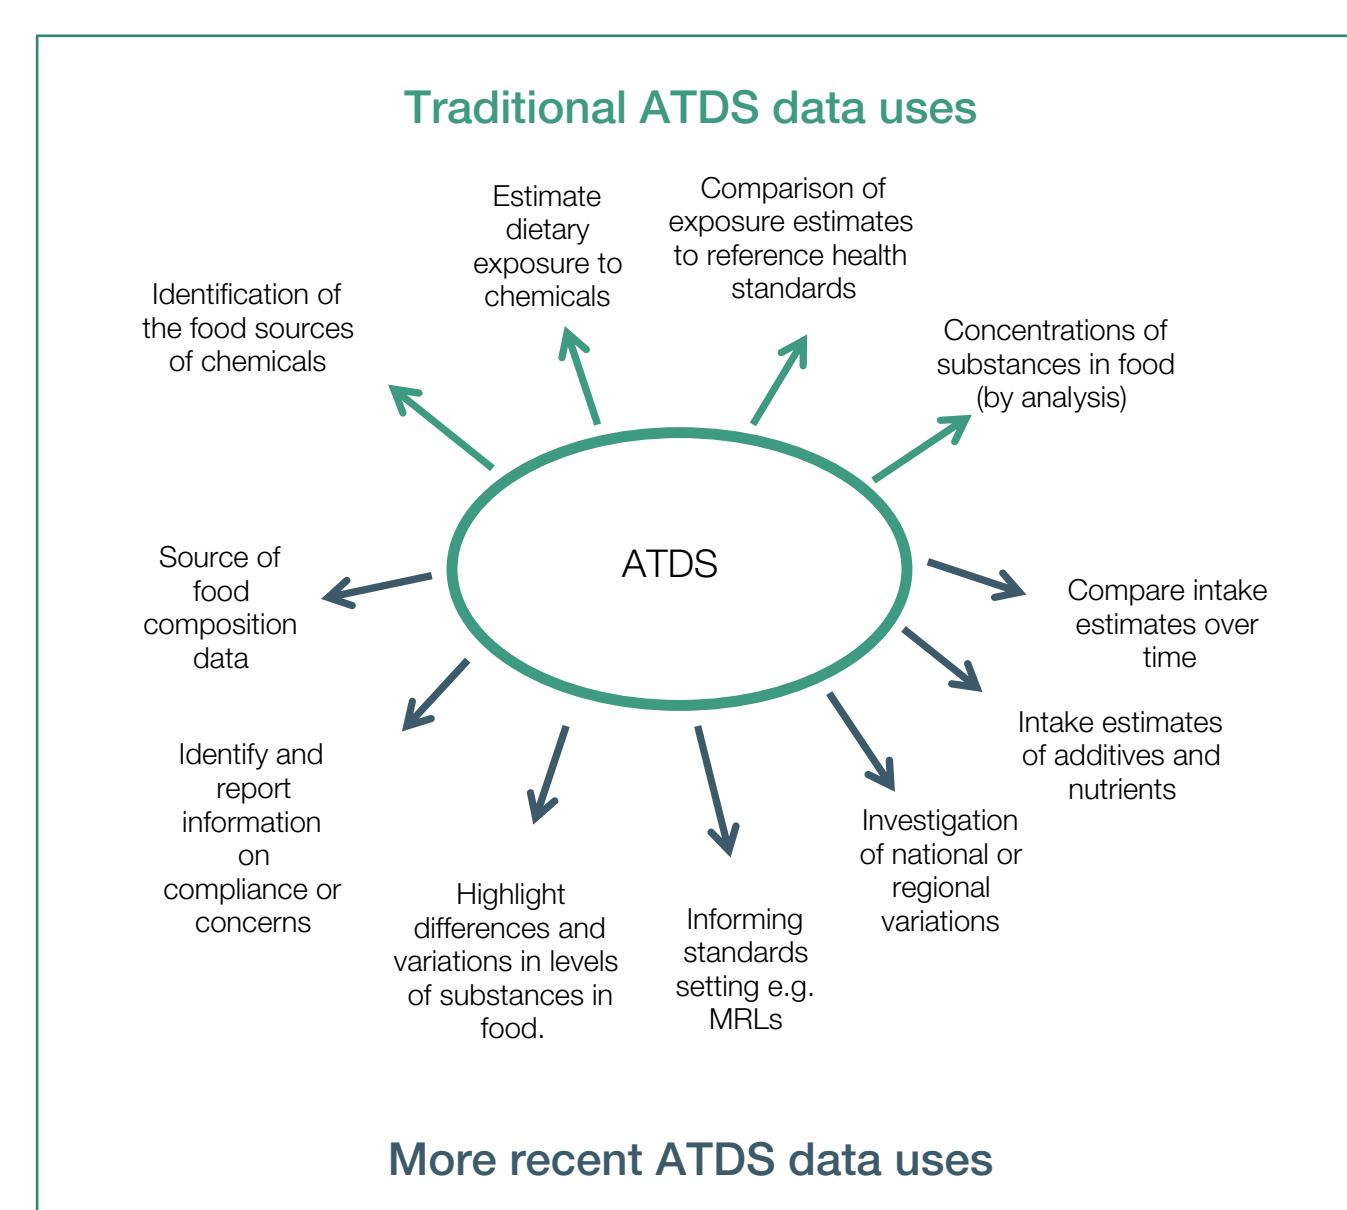 Traditional ATDS data uses
Estimate
dietary
exposure to
chemicals
Comparison of
exposure estimates
to reference health
standards
Identification of
the food sources
of chemicals
Concentrations of
substances in food
(by analysis)
ATDS
Source of
food
composition
data
Compare intake
estimates over
time
Identify and
report
information
on
compliance or
concerns
Intake estimates
of additives and
nutrients
Investigation
of national or
regional
variations
Highlight
differences and
variations in levels
of substances in
food.
Informing
standards
setting e.g.
MRLs
More recent ATDS data uses